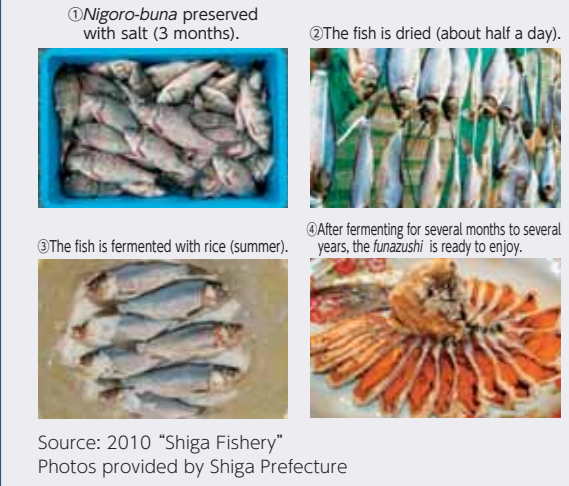 ①Nigoro-buna preserved
with salt (3 months).
②The fish is dried (about half a day).
③The fish is fermented with rice (summer).
④After fermenting for several months to several
years, the funazushi is ready to enjoy.
Source: 2010 “Shiga Fishery”
Photos provided by Shiga Prefecture